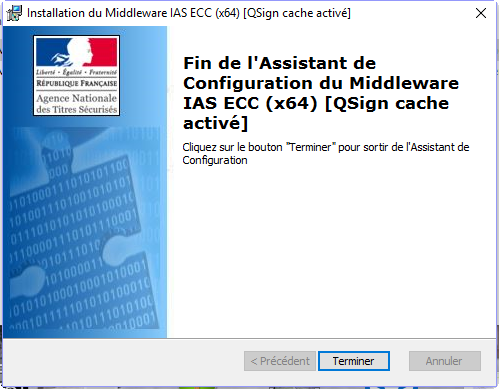 Installation du Middleware IAS ECC (x64) [QSign cache activé]
Liberté • Égalité • Fraternité
RÉPUBLIQUE FRANÇAISE
Agence Nationale
des Titres Sécurisés
Fin de l'Assistant de
Configuration du Middleware
IAS ECC (x64) [QSign cache
activé]
Cliquez sur le bouton "Terminer" pour sortir de l'Assistant de
Configuration
< Précédent
Terminer
Annuler